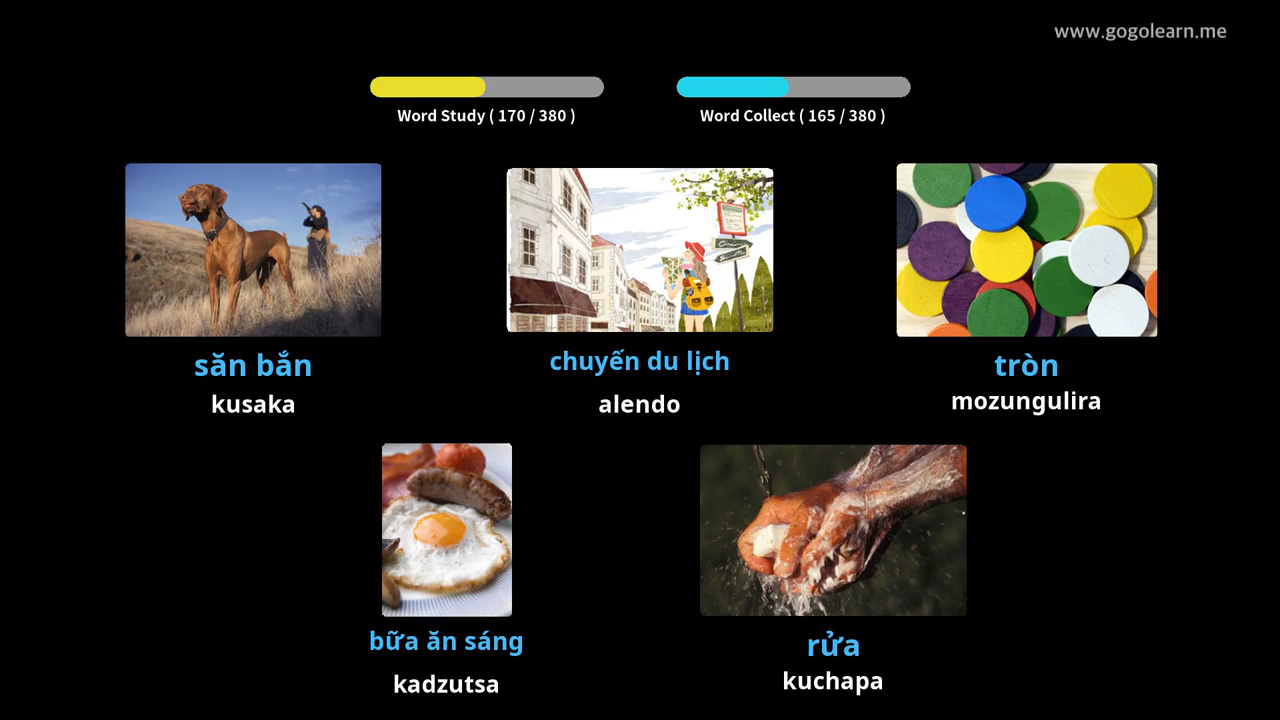 www.gogolearn.me
Word Study ( 170 / 380 )
Word Collect ( 165 / 380 )
săn bắn
kusaka
chuyến du lịch
alendo
tròn
mozungulira
bữa ăn sáng
kadzutsa
rửa
kuchapa